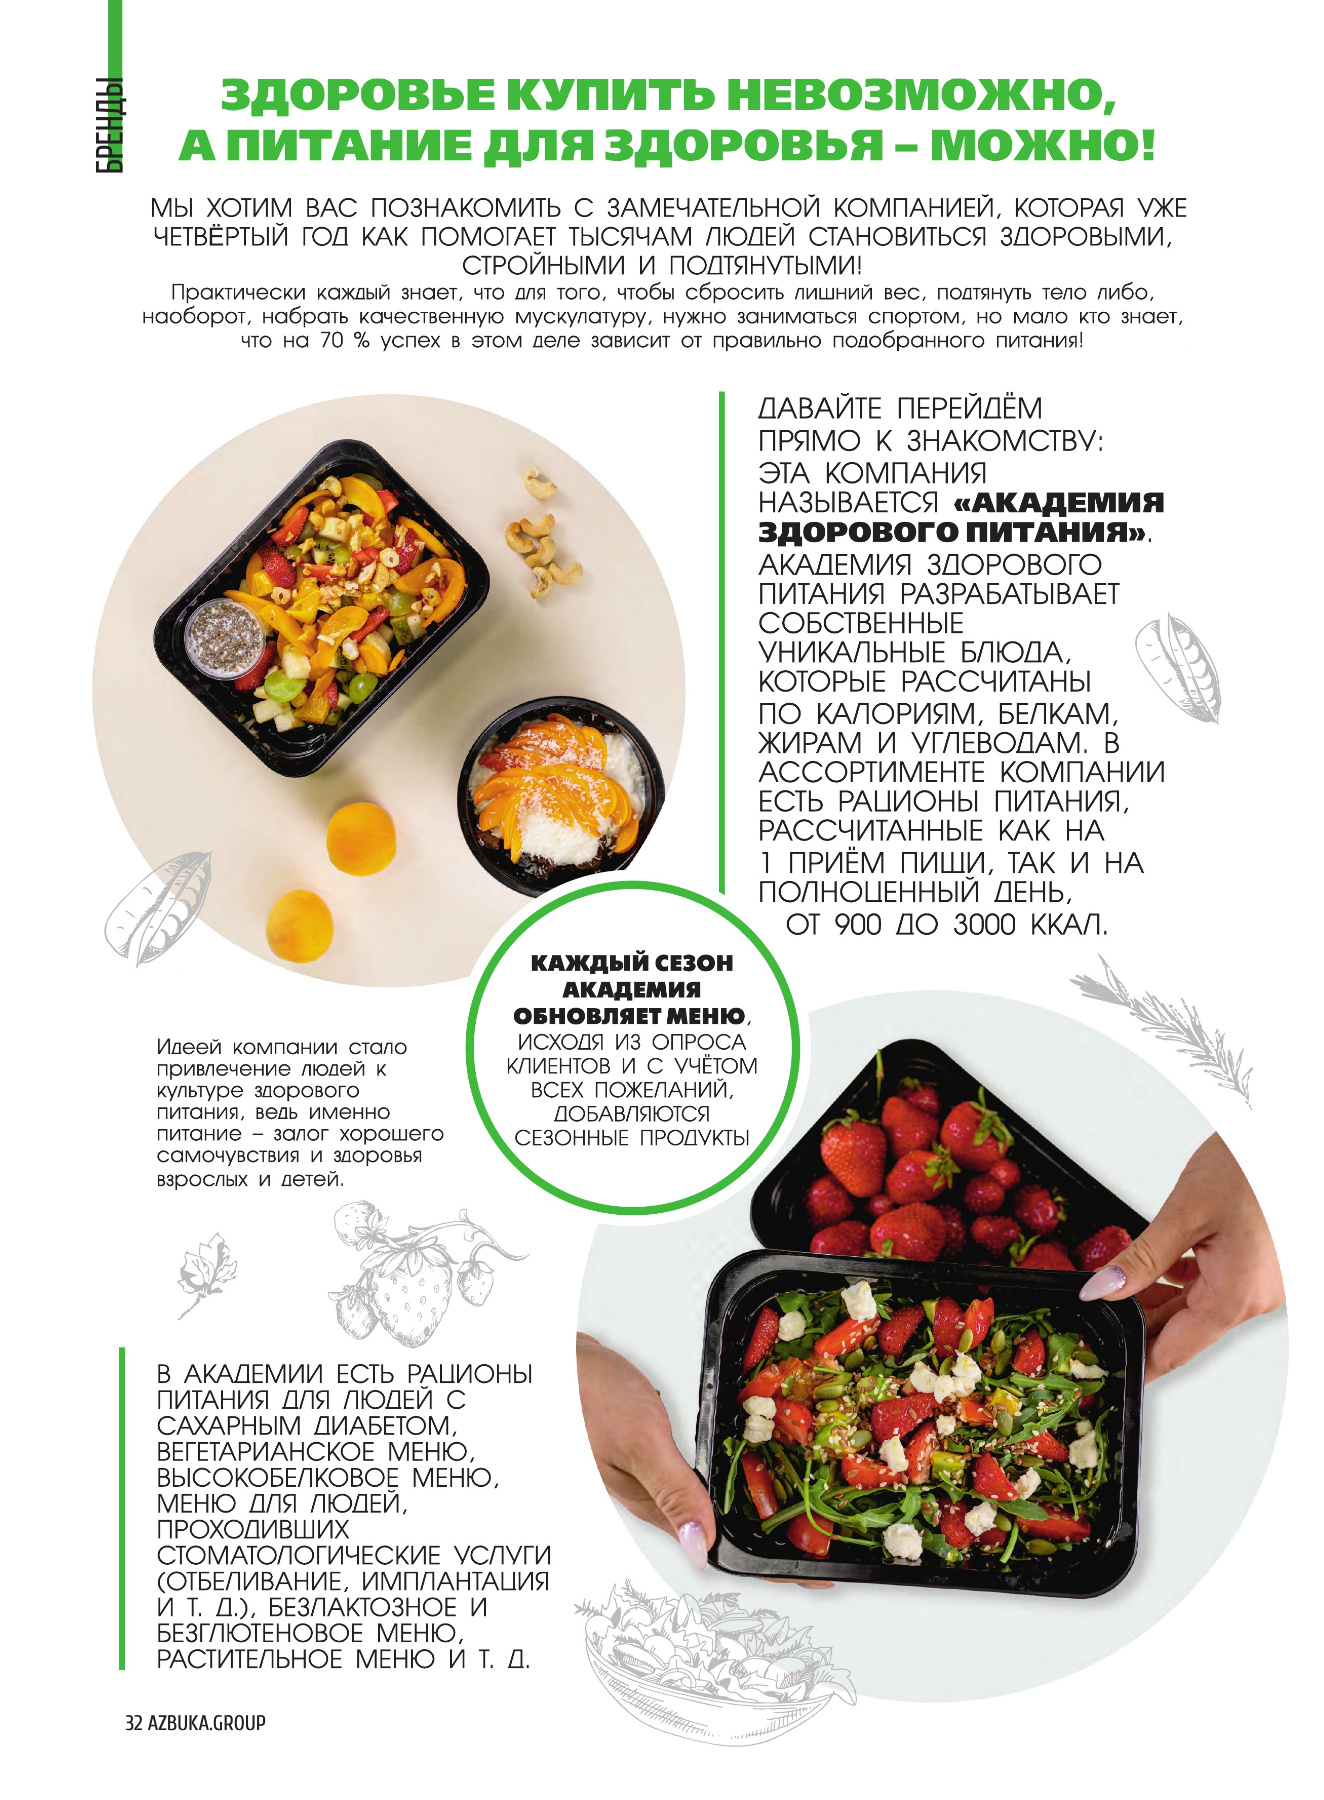 БРЕНДЫ
ЗДОРОВЬЕ КУПИТЬ НЕВОЗМОЖНО,
А ПИТАНИЕ ДЛЯ ЗДОРОВЬЯ – МОЖНО!
МЫ ХОТИМ ВАС ПОЗНАКОМИТЬ С ЗАМЕЧАТЕЛЬНОЙ КОМПАНИЕЙ, КОТОРАЯ УЖЕ
ЧЕТВЁРТЫЙ ГОД КАК ПОМОГАЕТ ТЫСЯЧАМ ЛЮДЕЙ СТАНОВИТЬСЯ ЗДОРОВЫМИ,
СТРОЙНЫМИ И ПОДТЯНУТЫМИ!
Практически каждый знает, что для того, чтобы сбросить лишний вес, подтянуть тело либо,
наоборот, набрать качественную мускулатуру, нужно заниматься спортом, но мало кто знает,
что на 70 % успех в этом деле зависит от правильно подобранного питания!
ДАВАЙТЕ ПЕРЕЙДЁМ
ПРЯМО К ЗНАКОМСТВУ:
ЭТА КОМПАНИЯ
НАЗЫВАЕТСЯ «АКАДЕМИЯ
ЗДОРОВОГО ПИТАНИЯ».
АКАДЕМИЯ ЗДОРОВОГО
ПИТАНИЯ РАЗРАБАТЫВАЕТ
СОБСТВЕННЫЕ
УНИКАЛЬНЫЕ БЛЮДА,
КОТОРЫЕ РАССЧИТАНЫ
ПО КАЛОРИЯМ, БЕЛКАМ,
ЖИРАМ И УГЛЕВОДАМ. В
АССОРТИМЕНТЕ КОМПАНИИ
ЕСТЬ РАЦИОНЫ ПИТАНИЯ,
РАССЧИТАННЫЕ КАК НА
1 ПРИЁМ ПИЩИ, ТАК И НА
ПОЛНОЦЕННЫЙ ДЕНЬ,
ОТ 900 ДО 3000 ККАЛ.
КАЖДЫЙ СЕЗОН
АКАДЕМИЯ
ОБНОВЛЯЕТ МЕНЮ,
ИСХОДЯ ИЗ ОПРОСА
КЛИЕНТОВ И С УЧЁТОМ
ВСЕХ ПОЖЕЛАНИЙ,
ДОБАВЛЯЮТСЯ
СЕЗОННЫЕ ПРОДУКТЫ
Идеей компании стало
привлечение людей к
культуре здорового
питания, ведь именно
питание – залог хорошего
самочувствия и здоровья
взрослых и детей.
В АКАДЕМИИ ЕСТЬ РАЦИОНЫ
ПИТАНИЯ ДЛЯ ЛЮДЕЙ С
САХАРНЫМ ДИАБЕТОМ,
ВЕГЕТАРИАНСКОЕ МЕНЮ,
ВЫСОКОБЕЛКОВОЕ МЕНЮ,
МЕНЮ ДЛЯ ЛЮДЕЙ,
ПРОХОДИВШИХ
СТОМАТОЛОГИЧЕСКИЕ УСЛУГИ
(ОТБЕЛИВАНИЕ, ИМПЛАНТАЦИЯ
И Т. Д.), БЕЗЛАКТОЗНОЕ И
БЕЗГЛЮТЕНОВОЕ МЕНЮ,
РАСТИТЕЛЬНОЕ МЕНЮ И Т. Д.
32 AZBUKA.GROUP